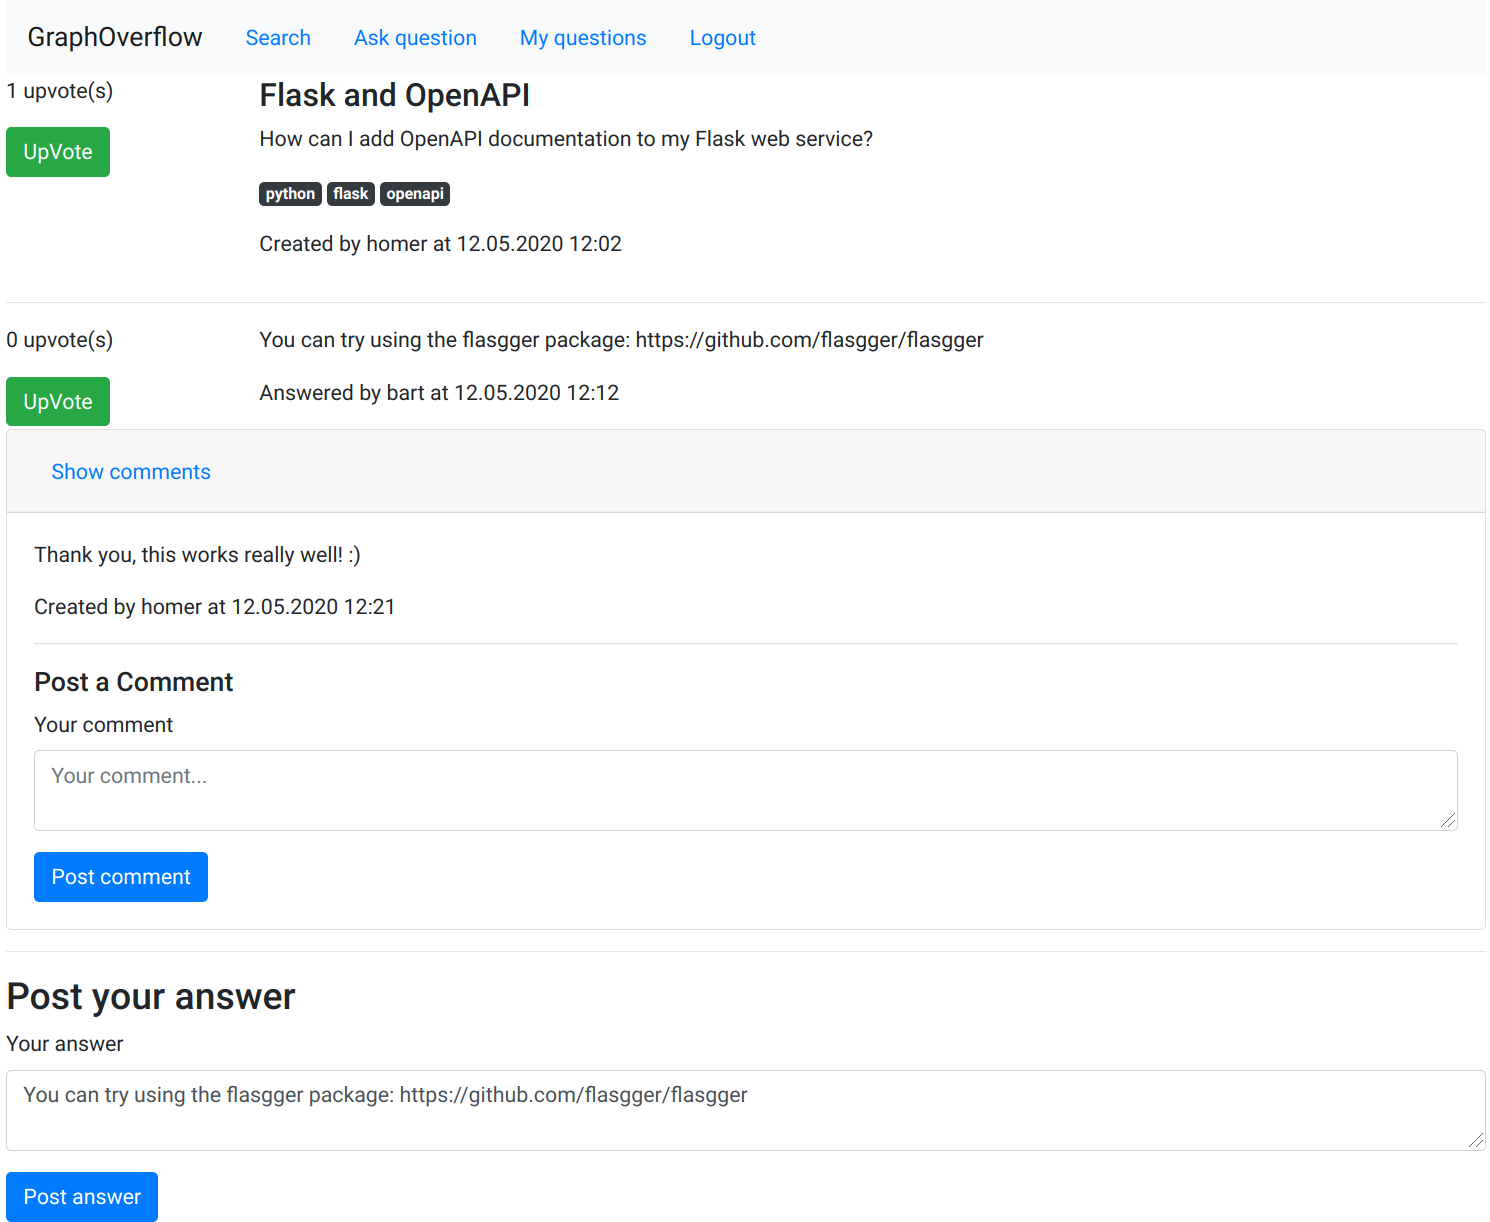 GraphOverflow Search Ask question My questions Logout
1 upvote(s)
UpVote
Flask and OpenAPI
How can I add OpenAPI documentation to my Flask web service?
python flask openapi
Created by homer at 12.05.2020 12:02
0 upvote(s)
UpVote
You can try using the flasgger package: https://github.com/flasgger/flasgger
Answered by bart at 12.05.2020 12:12
Show comments
Thank you, this works really well! :)
Created by homer at 12.05.2020 12:21
Post a Comment
Your comment
Your comment...
Post comment
Post your answer
Your answer
You can try using the flasgger package: https://github.com/flasgger/flasgger
Post answer